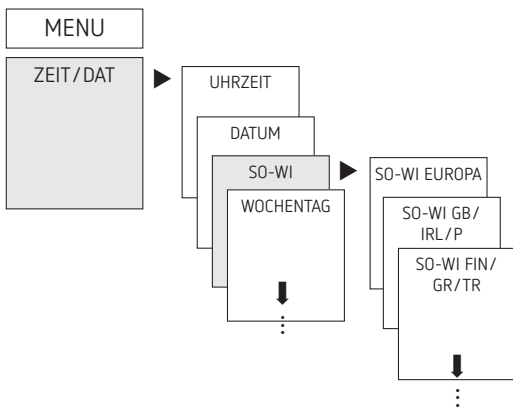 MENU
ZEIT/DAT
UHRZEIT
DATUM
SO-WI
WOCHENTAG
SO-WI EUROPA
SO-WI GB/
IRL/P
SO-WI FIN/
GR/TR